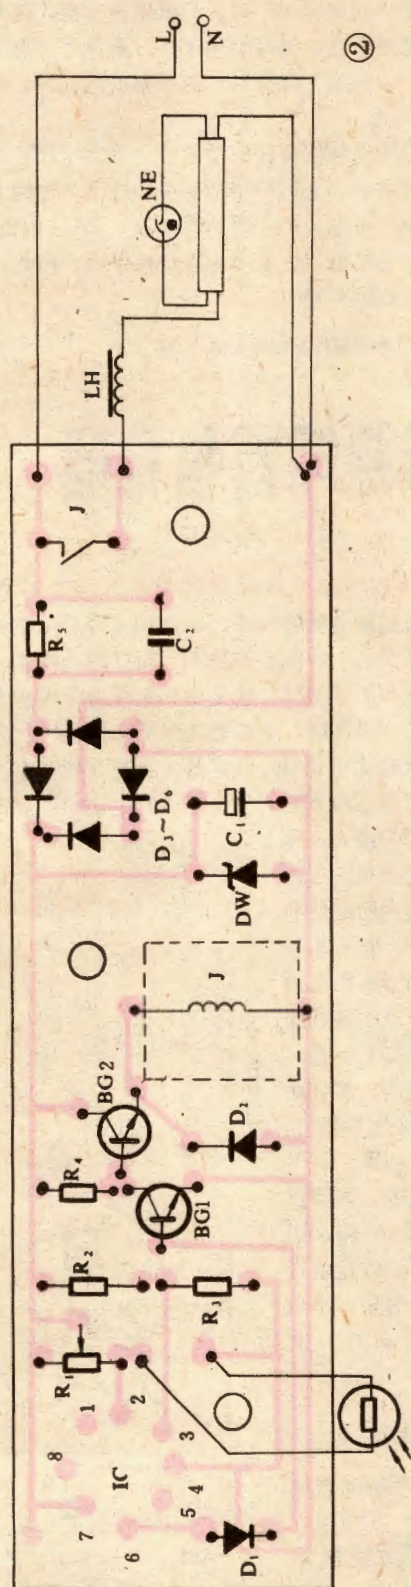 ②
L
N
NE
LH
J
R₅
C₂
D₃~D₆
C₁
DW
J
BG2
D₂
R₄
BG1
R₂
R₃
R₁
1
2
3
4
5
6
7
8
IC
D₁